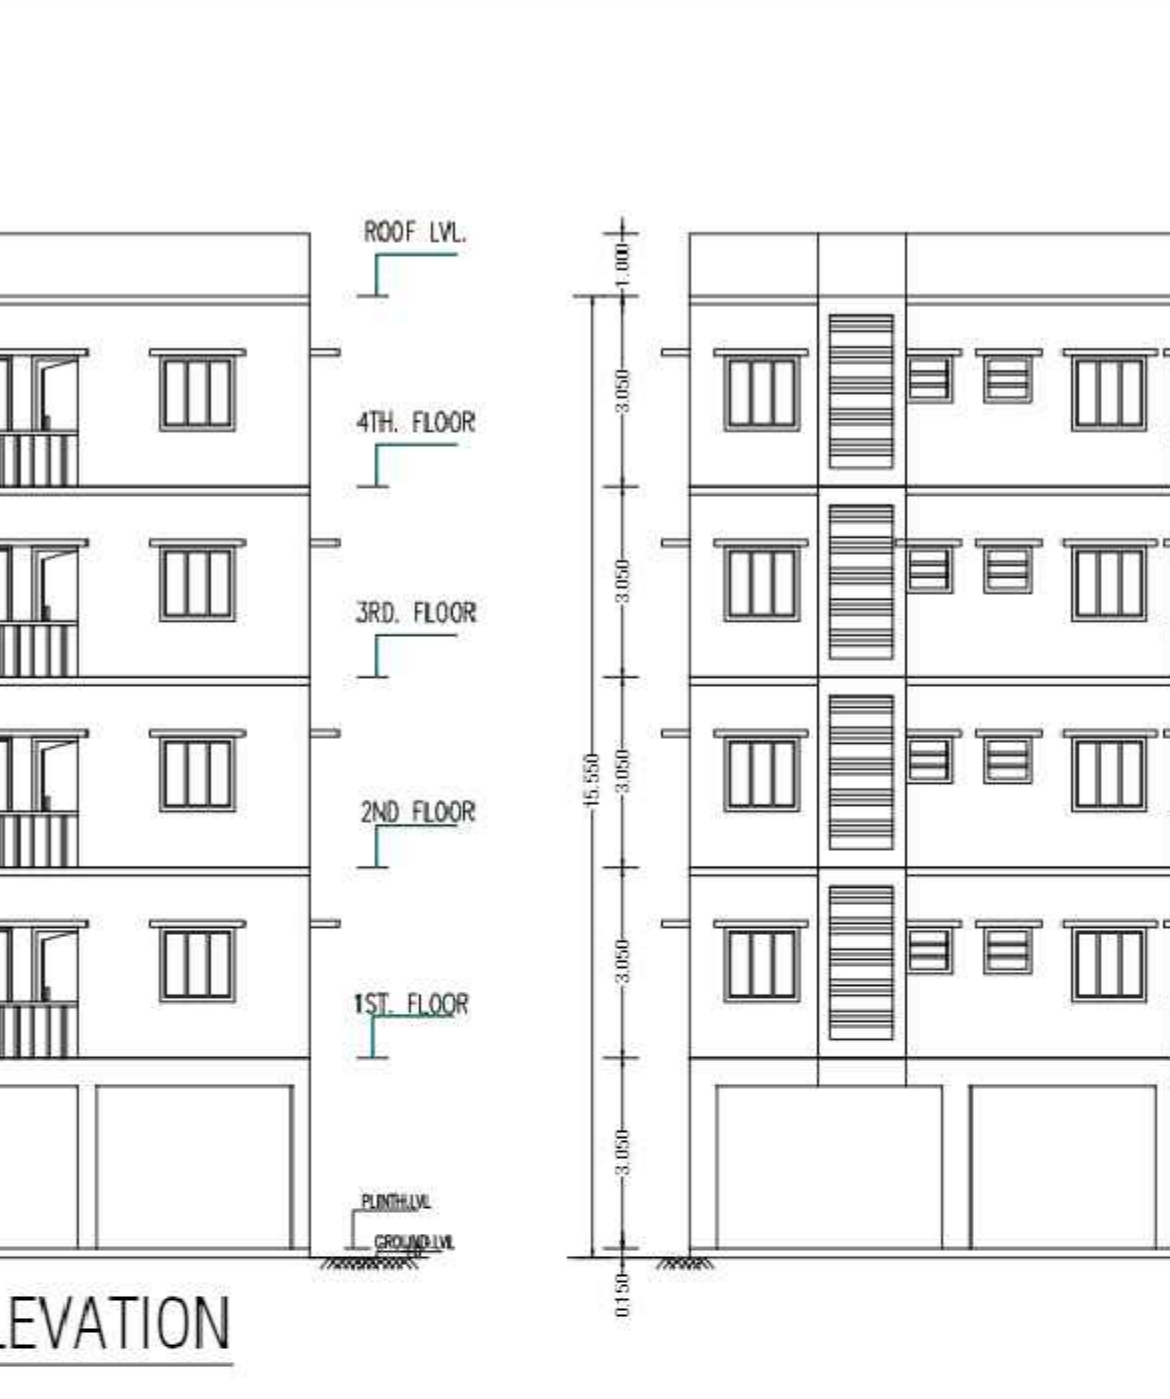 ROOF LVL.
1.000
3.050
4TH. FLOOR
3.050
3RD. FLOOR
3.050
15.550
2ND FLOOR
3.050
1ST. FLOOR
3.050
PLINTH.LVL
GROUND.LVL
0.150
LEVATION